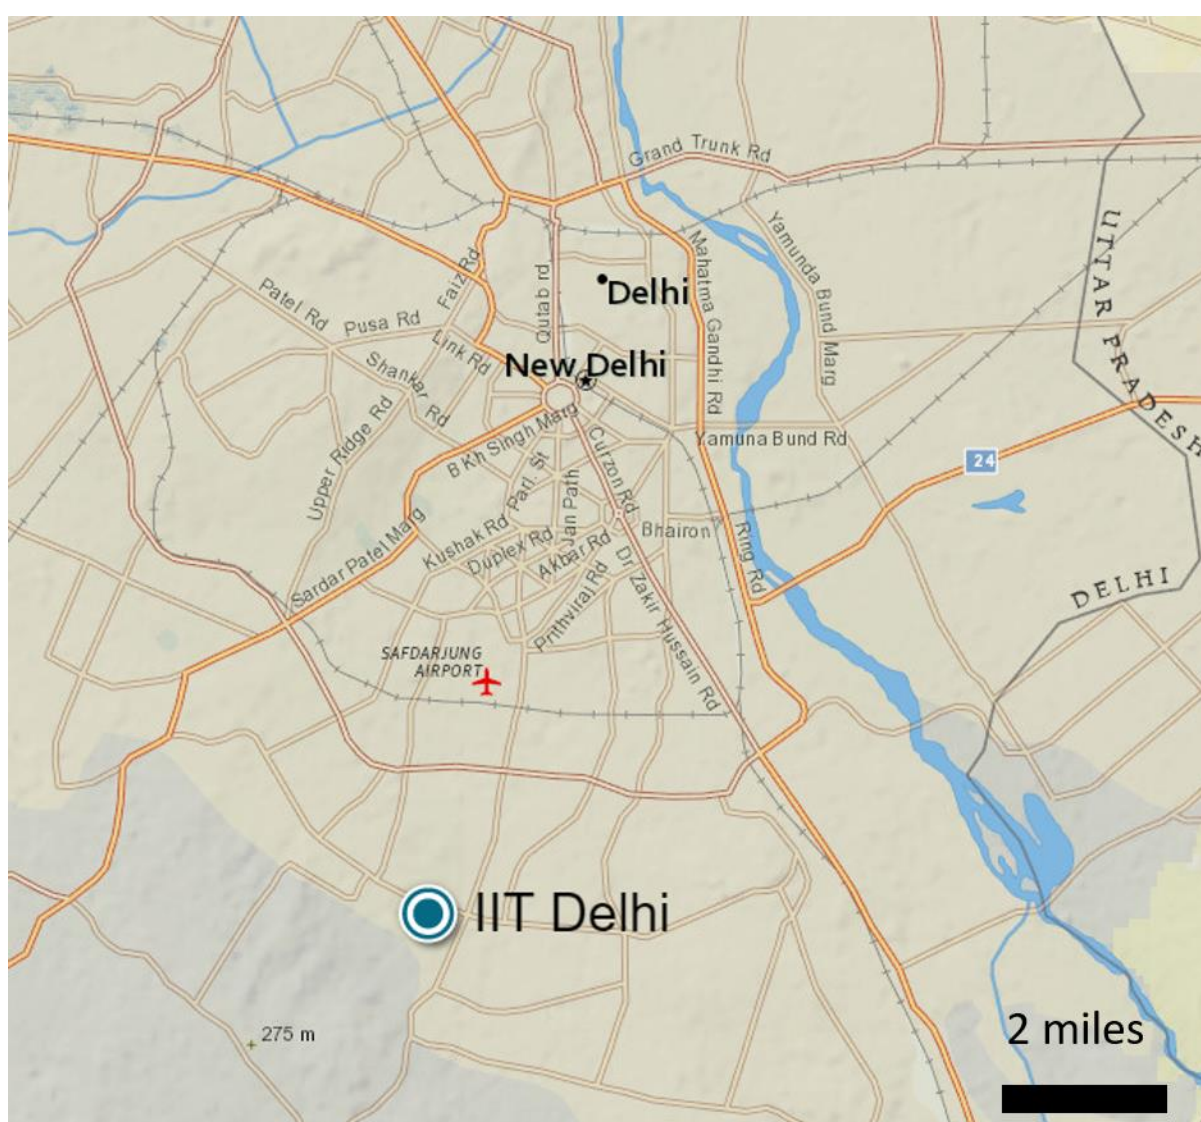 Grand Trunk Rd
UTTAR PRADESH
Yamunda Bund Marg
Mahatma Gandhi Rd
Faiz Rd
Qutab rd,
Delhi
Patel Rd
Pusa Rd
Link Rd
New Delhi
Shankar Rd
Upper Ridge Rd
B Kh Singh Marg
Curzon Rd
Yamuna Bund Rd
24
Parl. St
Jan Path
Kushak Rd
Duplex Rd
Akbar Rd
Bhairon
Ring Rd
Sardar Patel Marg
Prithviraj Rd
Dr Zakir Hussain Rd
DELHI
SAFDARJUNG
AIRPORT
IIT Delhi
275 m
2 miles